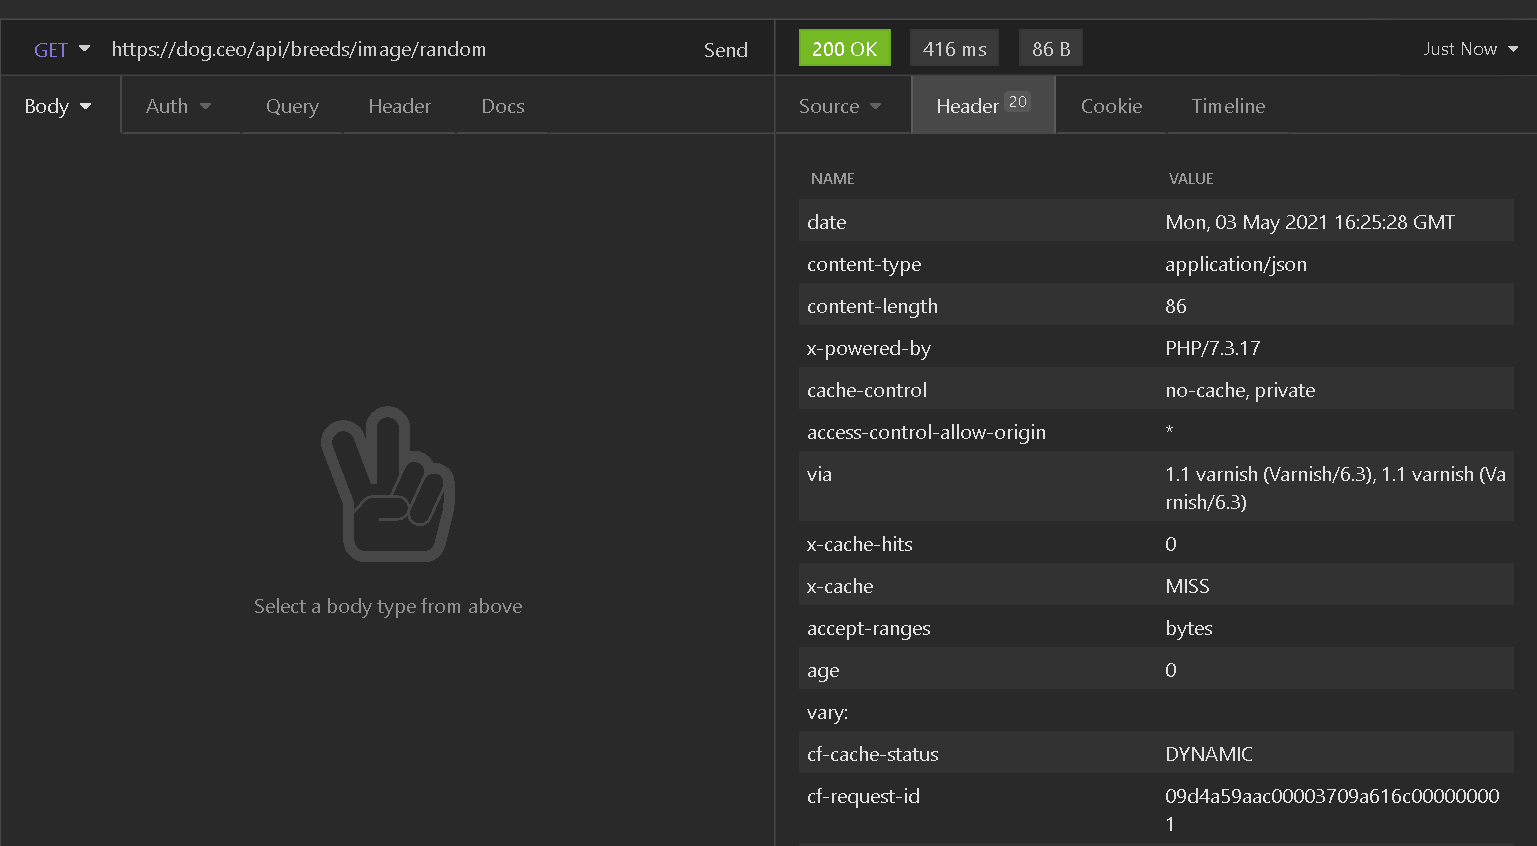 GET https://dog.ceo/api/breeds/image/random Send
200 OK 416 ms 86 B Just Now
Body Auth Query Header Docs
Source Header 20 Cookie Timeline
NAME VALUE
date Mon, 03 May 2021 16:25:28 GMT
content-type application/json
content-length 86
x-powered-by PHP/7.3.17
cache-control no-cache, private
access-control-allow-origin *
via 1.1 varnish (Varnish/6.3), 1.1 varnish (Va
rnish/6.3)
x-cache-hits 0
x-cache MISS
accept-ranges bytes
age 0
vary:
cf-cache-status DYNAMIC
cf-request-id 09d4a59aac00003709a616c00000000
1
Select a body type from above